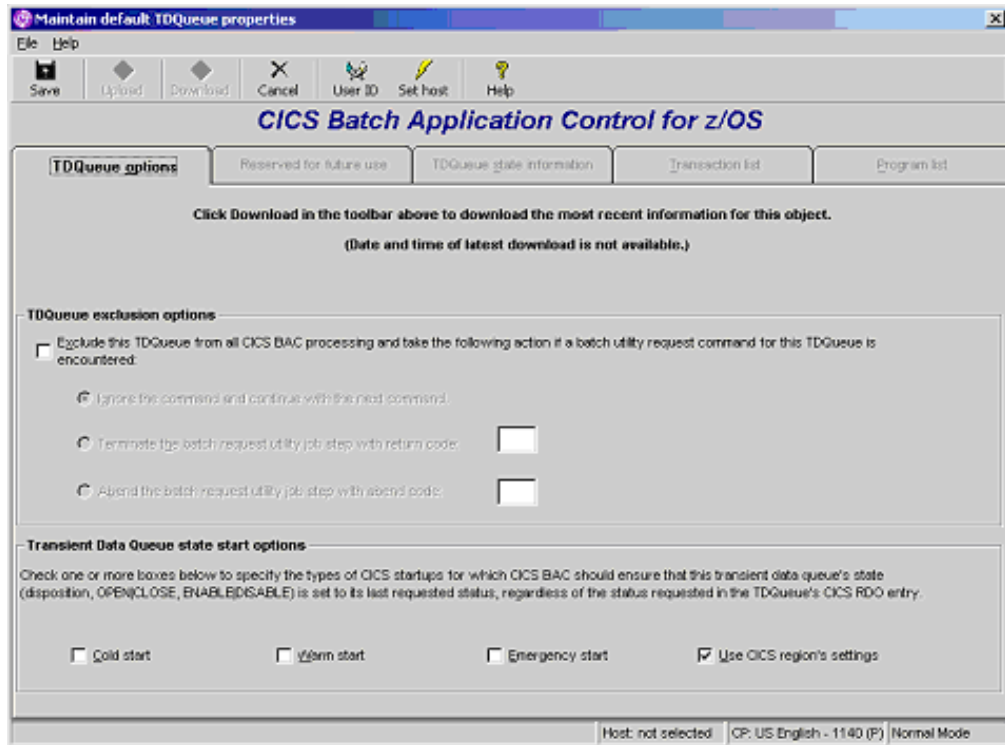 Maintain default TDQueue properties
File Help
Save Upload Download Cancel User ID Set host Help
CICS Batch Application Control for z/OS
TDQueue options Reserved for future use TDQueue state information Transaction list Program list
Click Download in the toolbar above to download the most recent information for this object.
(Date and time of latest download is not available.)
TDQueue exclusion options
Exclude this TDQueue from all CICS BAC processing and take the following action if a batch utility request command for this TDQueue is
encountered:
Ignore the command and continue with the next command.
Terminate the batch request utility job step with return code:
Abend the batch request utility job step with abend code:
Transient Data Queue state start options
Check one or more boxes below to specify the types of CICS startups for which CICS BAC should ensure that this transient data queue's state
(disposition, OPEN|CLOSE, ENABLE|DISABLE) is set to its last requested status, regardless of the status requested in the TDQueue's CICS RDO entry.
Cold start Warm start Emergency start Use CICS region's settings
Host: not selected CP: US English - 1140 (P) Normal Mode